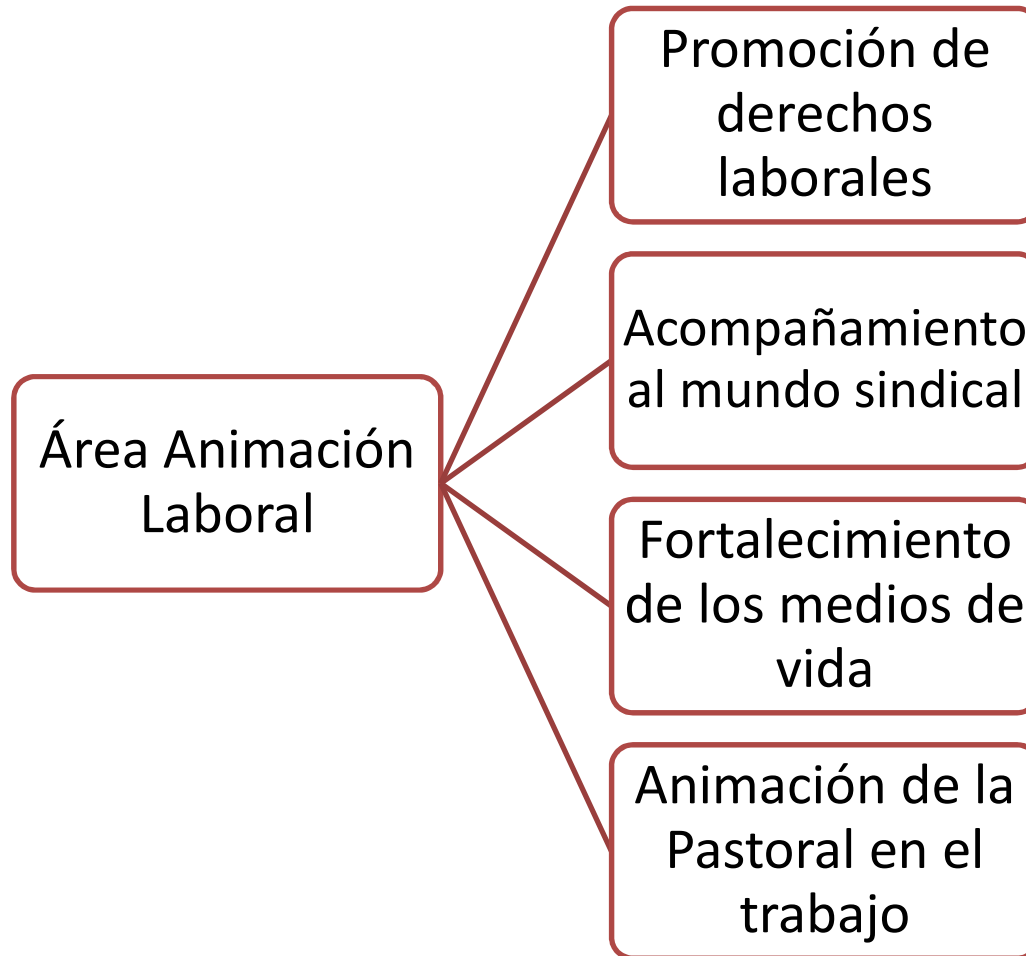 Promoción de
derechos
laborales
Acompañamiento
al mundo sindical
Área Animación
Laboral
Fortalecimiento
de los medios de
vida
Animación de la
Pastoral en el
trabajo